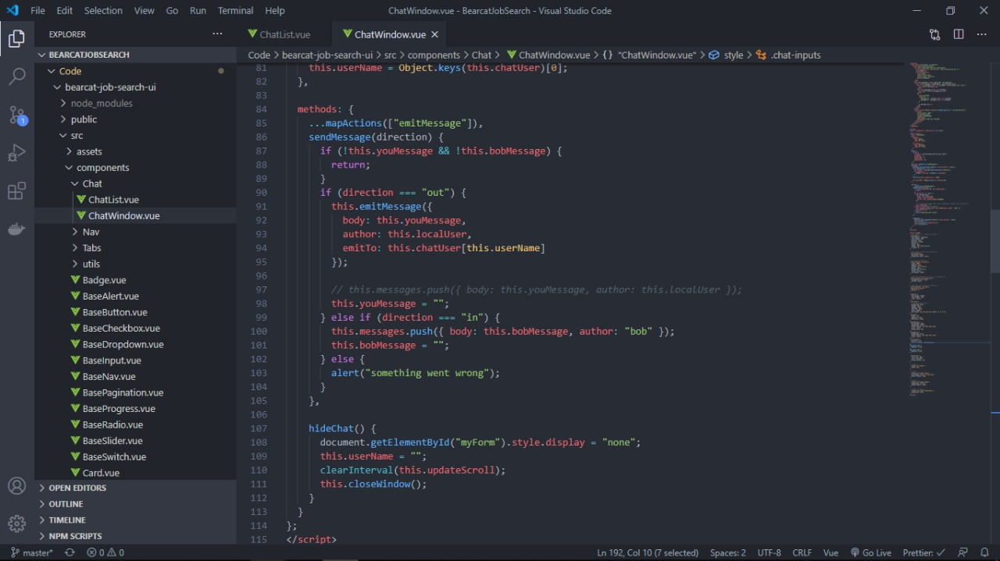 File Edit Selection View Go Run Terminal Help ChatWindow.vue - BearcatJobSearch - Visual Studio Code
EXPLORER
ChatList.vue
ChatWindow.vue
BEARCATJOBSEARCH
Code
bearcat-job-search-ui
node_modules
public
src
assets
components
Chat
ChatList.vue
ChatWindow.vue
Nav
Tabs
utils
Badge.vue
BaseAlert.vue
BaseButton.vue
BaseCheckbox.vue
BaseDropdown.vue
BaseInput.vue
BaseNav.vue
BasePagination.vue
BaseProgress.vue
BaseRadio.vue
BaseSlider.vue
BaseSwitch.vue
Card.vue
OPEN EDITORS
OUTLINE
TIMELINE
NPM SCRIPTS
1
Code > bearcat-job-search-ui > src > components > Chat > ChatWindow.vue > {} "ChatWindow.vue" > style > .chat-inputs
81 this.userName = Object.keys(this.chatUser)[0];
82 },
83
84 methods: {
85 ...mapActions(["emitMessage"]),
86 sendMessage(direction) {
87 if (!this.youMessage && !this.bobMessage) {
88 return;
89 }
90 if (direction === "out") {
91 this.emitMessage({
92 body: this.youMessage,
93 author: this.localUser,
94 emitTo: this.chatUser[this.userName]
95 });
96
97 // this.messages.push({ body: this.youMessage, author: this.localUser });
98 this.youMessage = "";
99 } else if (direction === "in") {
100 this.messages.push({ body: this.bobMessage, author: "bob" });
101 this.bobMessage = "";
102 } else {
103 alert("something went wrong");
104 }
105 },
106
107 hideChat() {
108 document.getElementById("myForm").style.display = "none";
109 this.userName = "";
110 clearInterval(this.updateScroll);
111 this.closeWindow();
112 }
113 }
114 };
115 </script>
master* 0 0 Ln 192, Col 10 (7 selected) Spaces: 2 UTF-8 CRLF Vue Go Live Prettier: ✓